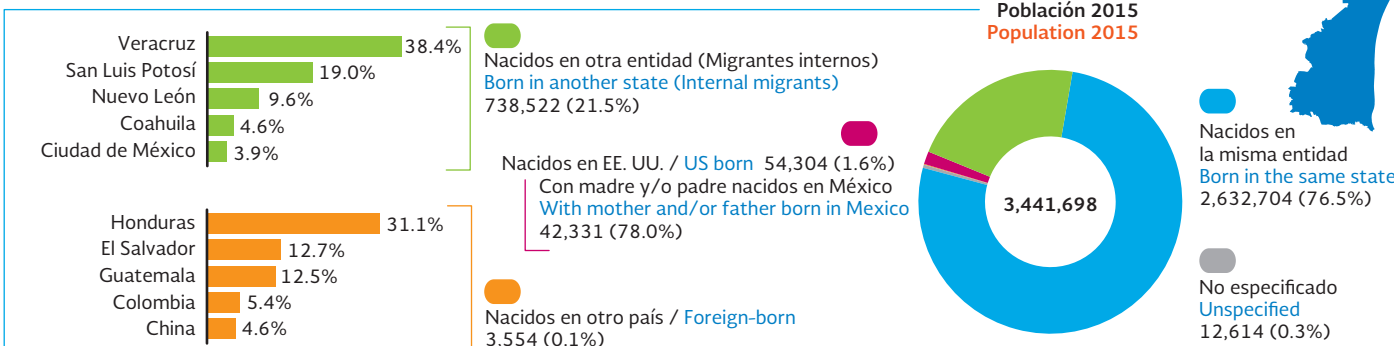 Población 2015
Population 2015
Veracruz 38.4%
San Luis Potosí 19.0%
Nuevo León 9.6%
Coahuila 4.6%
Ciudad de México 3.9%
Nacidos en otra entidad (Migrantes internos)
Born in another state (Internal migrants)
738,522 (21.5%)
Nacidos en EE. UU. / US born 54,304 (1.6%)
Con madre y/o padre nacidos en México
With mother and/or father born in Mexico
42,331 (78.0%)
Honduras 31.1%
El Salvador 12.7%
Guatemala 12.5%
Colombia 5.4%
China 4.6%
Nacidos en otro país / Foreign-born
3,554 (0.1%)
3,441,698
Nacidos en
la misma entidad
Born in the same state
2,632,704 (76.5%)
No especificado
Unspecified
12,614 (0.3%)